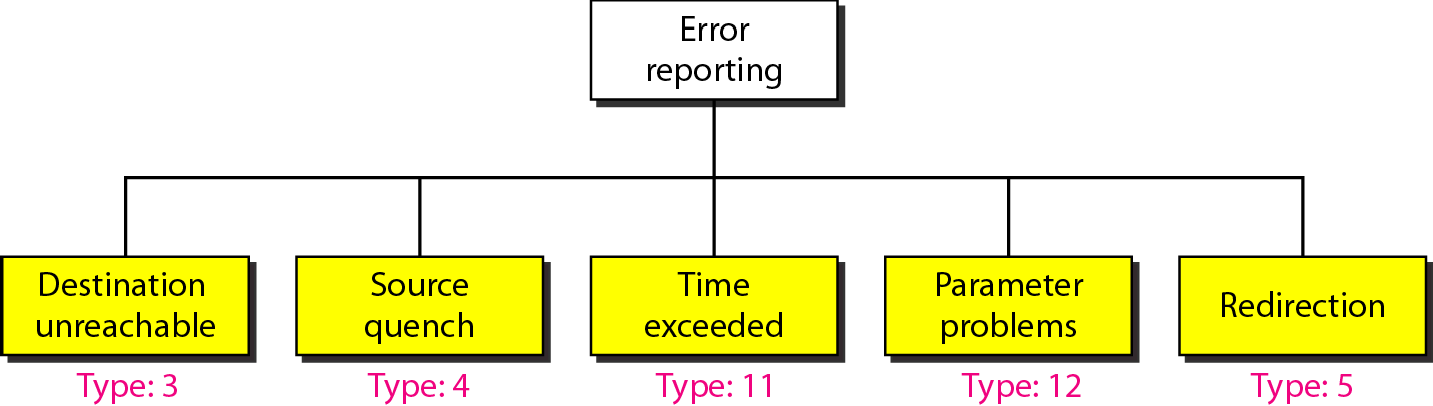 Error
reporting
Destination
unreachable
Source
quench
Time
exceeded
Parameter
problems
Redirection
Type: 3
Type: 4
Type: 11
Type: 12
Type: 5